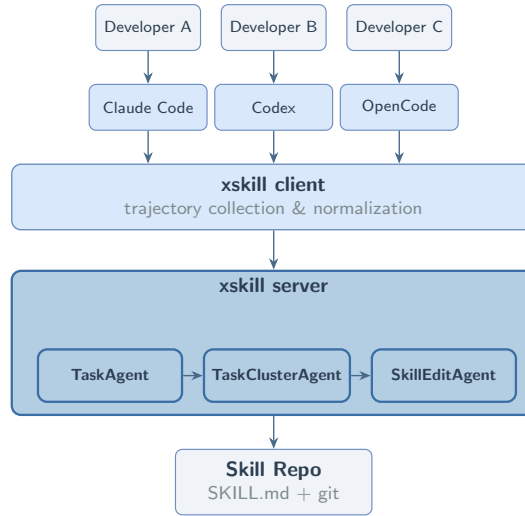 Developer A
Developer B
Developer C
Claude Code
Codex
OpenCode
xskill client
trajectory collection & normalization
xskill server
TaskAgent
TaskClusterAgent
SkillEditAgent
Skill Repo
SKILL.md + git